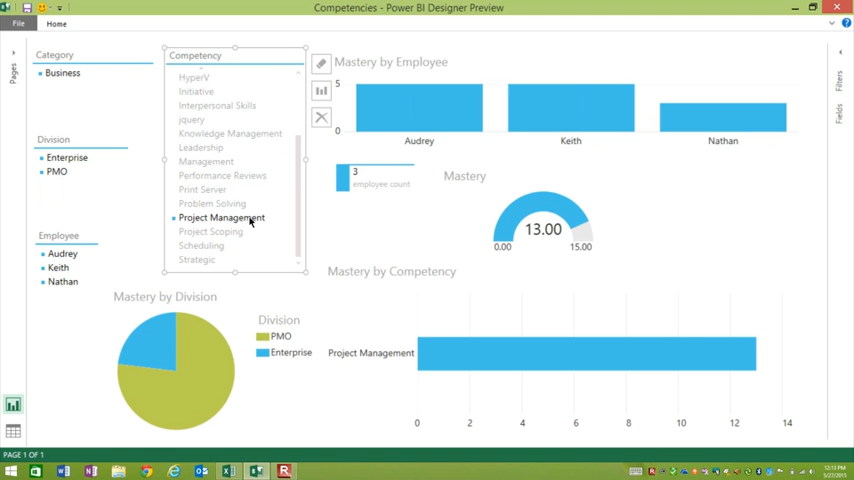 Competencies - Power BI Designer Preview
File
Home
Pages
Category
Business
Division
Enterprise
PMO
Employee
Audrey
Keith
Nathan
Competency
HyperV
Initiative
Interpersonal Skills
jquery
Knowledge Management
Leadership
Management
Performance Reviews
Print Server
Problem Solving
Project Management
Project Scoping
Scheduling
Strategic
Mastery by Employee
5
0
Audrey
Keith
Nathan
3
employee count
Mastery
13.00
0.00
15.00
Mastery by Division
Division
PMO
Enterprise
Mastery by Competency
Project Management
0
2
4
6
8
10
12
14
Filters
Fields
PAGE 1 OF 1
12:13 PM
5/27/2015